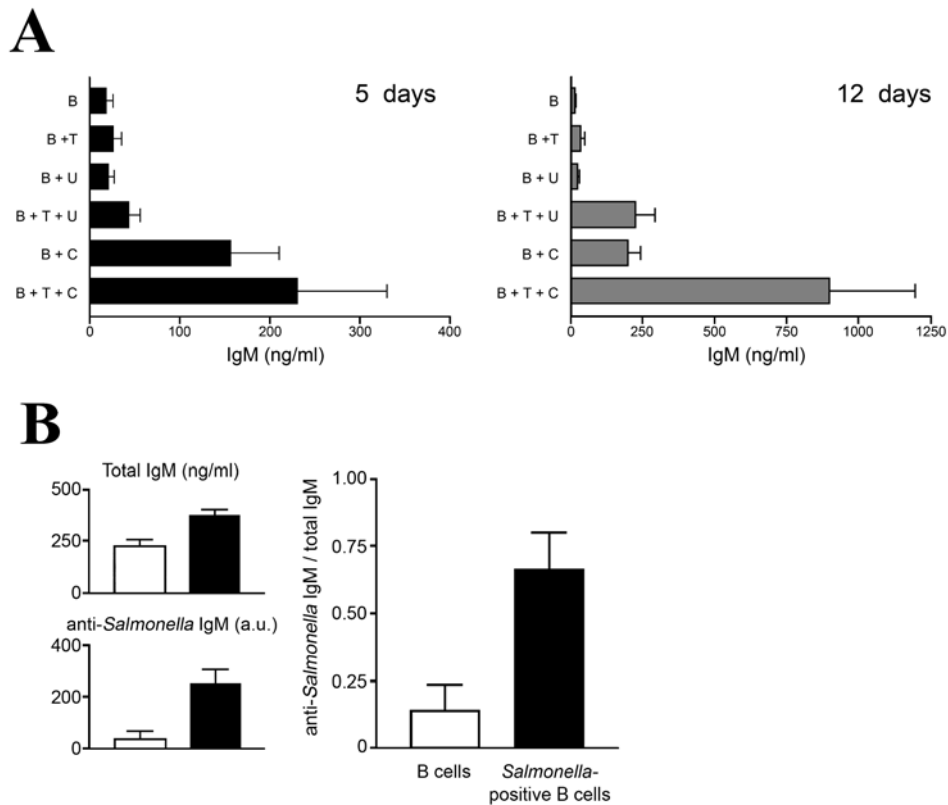 A
5 days
B
B +T
B + U
B + T + U
B + C
B + T + C
0 100 200 300 400
IgM (ng/ml)
12 days
B
B +T
B + U
B + T + U
B + C
B + T + C
0 250 500 750 1000 1250
IgM (ng/ml)
B
Total IgM (ng/ml)
500
250
0
anti-Salmonella IgM (a.u.)
400
200
0
anti-Salmonella IgM / total IgM
1.00
0.75
0.50
0.25
0
B cells
Salmonella-
positive B cells